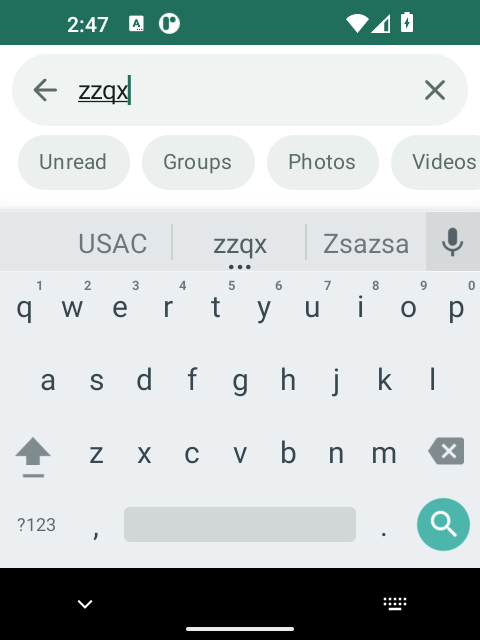 2:47
zzqx
Unread Groups Photos Videos
USAC zzqx Zsazsa
1 2 3 4 5 6 7 8 9 0
q w e r t y u i o p
a s d f g h j k l
z x c v b n m
?123 , .